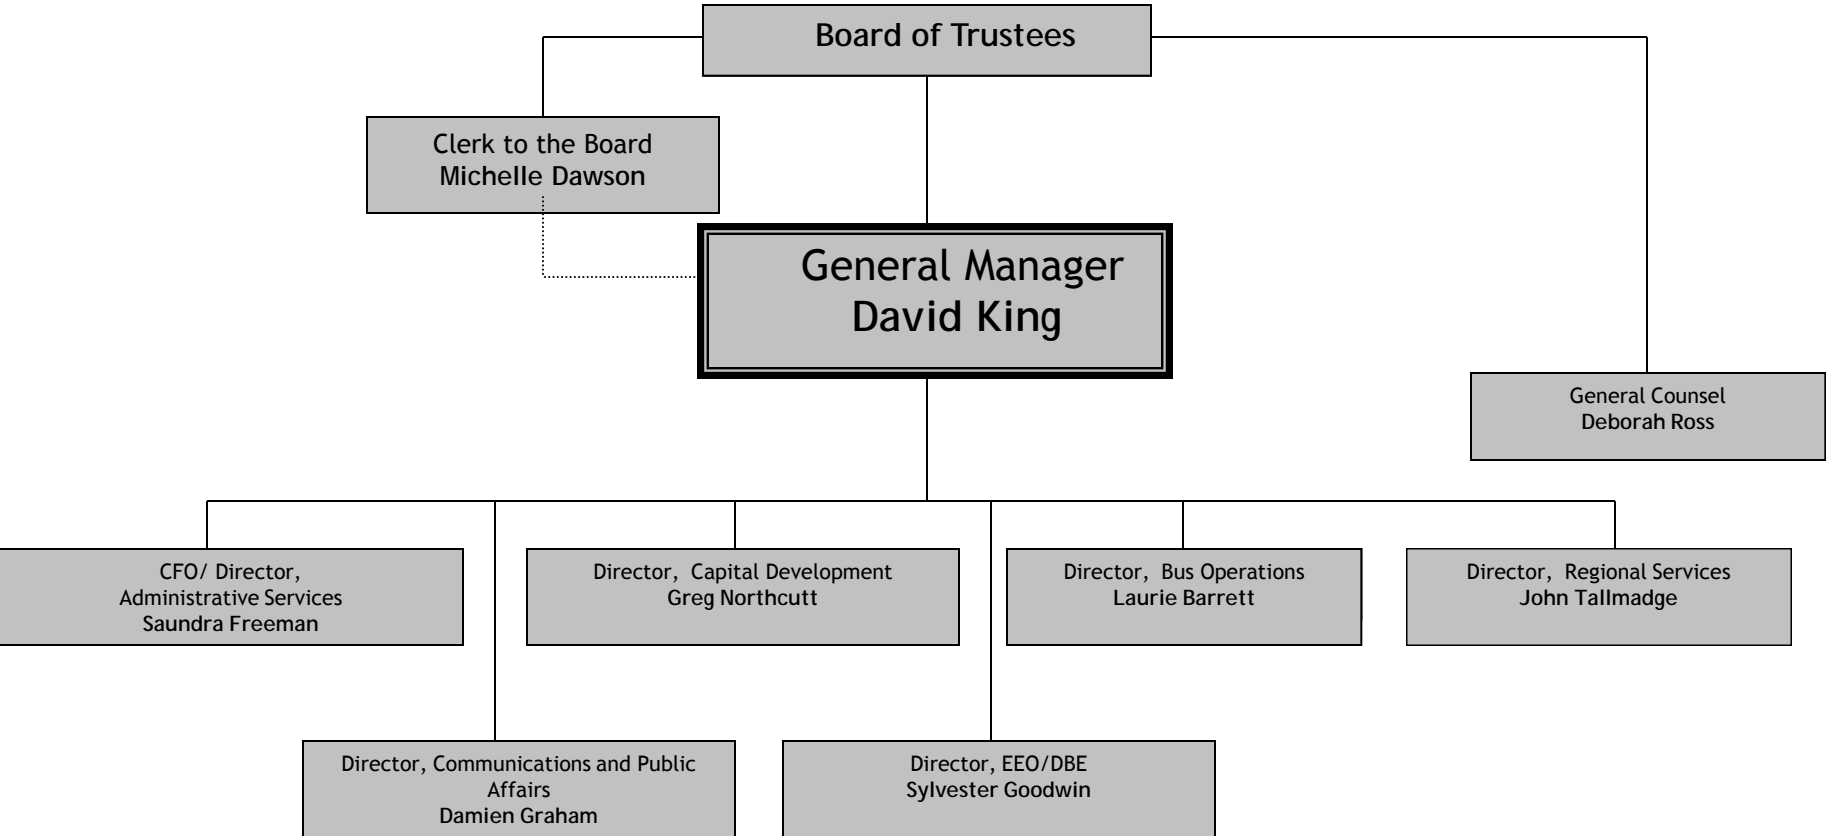 Board of Trustees
Clerk to the Board
Michelle Dawson
General Manager
David King
General Counsel
Deborah Ross
CFO/ Director,
Administrative Services
Saundra Freeman
Director,  Capital Development
Greg Northcutt
Director,  Bus Operations
Laurie Barrett
Director,  Regional Services
John Tallmadge
Director, Communications and Public
Affairs
Damien Graham
Director, EEO/DBE
Sylvester Goodwin